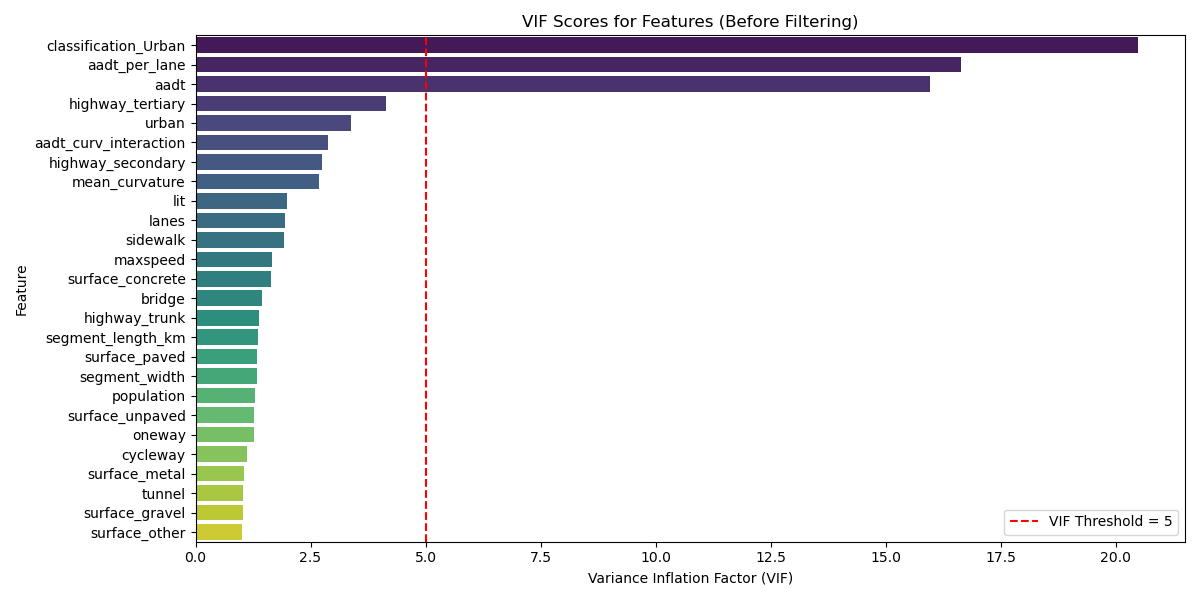 VIF Scores for Features (Before Filtering)
classification_Urban
aadt_per_lane
aadt
highway_tertiary
urban
aadt_curv_interaction
highway_secondary
mean_curvature
lit
lanes
sidewalk
maxspeed
surface_concrete
bridge
highway_trunk
segment_length_km
surface_paved
segment_width
population
surface_unpaved
oneway
cycleway
surface_metal
tunnel
surface_gravel
surface_other
Feature
VIF Threshold = 5
0.0 2.5 5.0 7.5 10.0 12.5 15.0 17.5 20.0
Variance Inflation Factor (VIF)